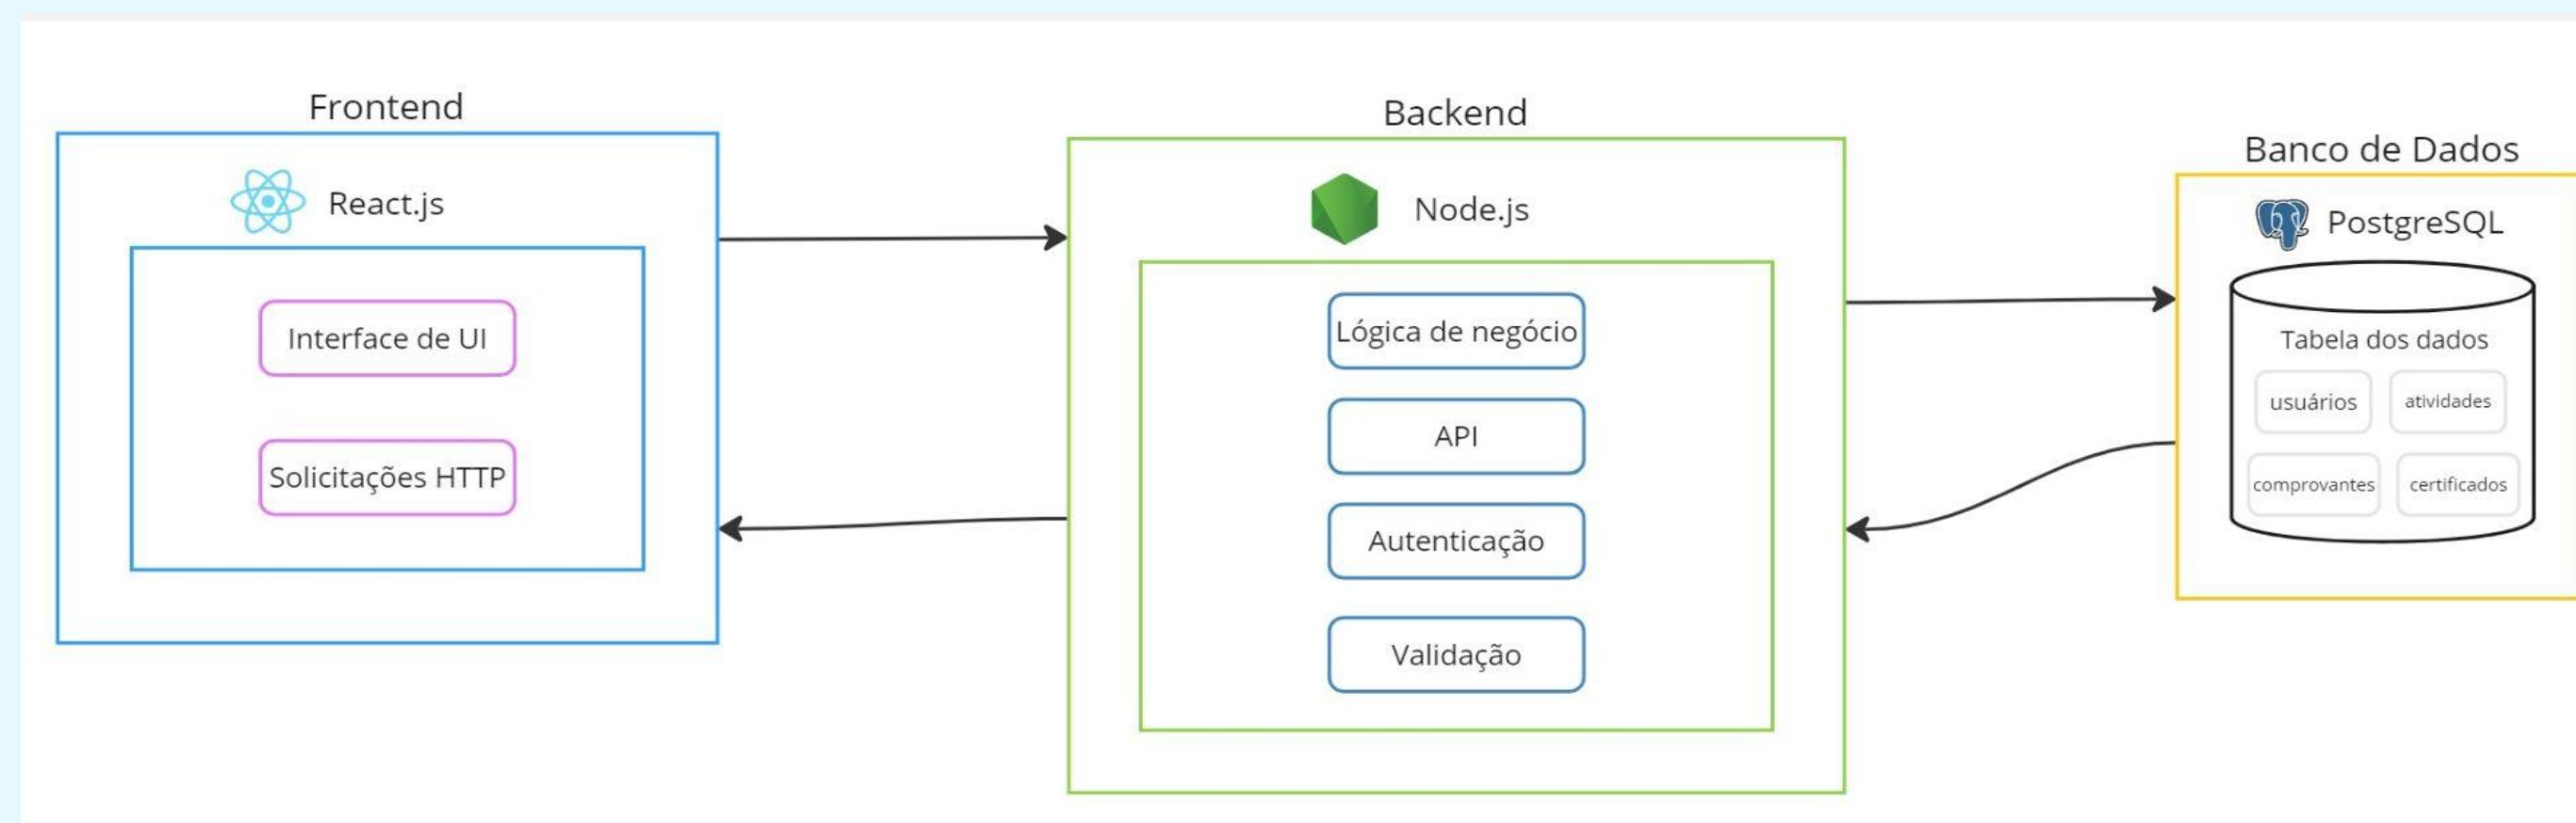 Frontend
React.js
Interface de UI
Solicitações HTTP
Backend
Node.js
Lógica de negócio
API
Autenticação
Validação
Banco de Dados
PostgreSQL
Tabela dos dados
usuários
atividades
comprovantes
certificados